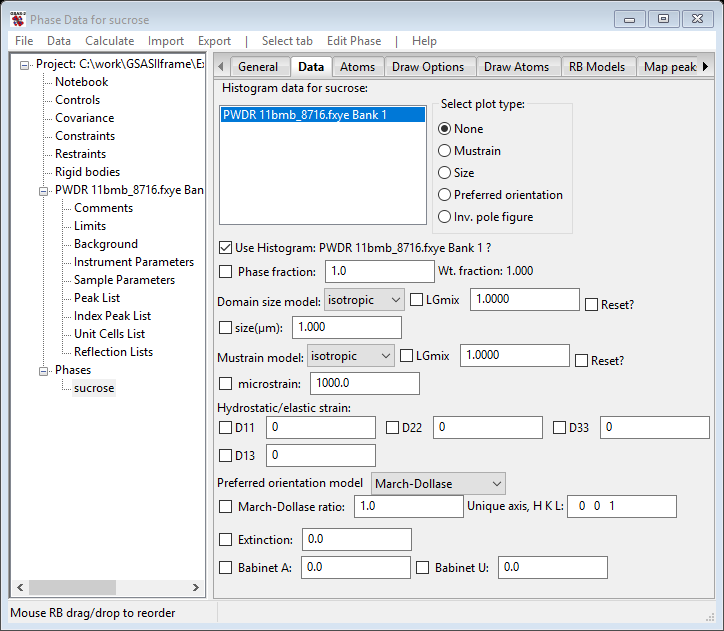 Phase Data for sucrose
File Data Calculate Import Export | Select tab Edit Phase | Help
Project: C:\work\GSASIIframe\Ex
Notebook
Controls
Covariance
Constraints
Restraints
Rigid bodies
PWDR 11bmb_8716.fxye Ban
Comments
Limits
Background
Instrument Parameters
Sample Parameters
Peak List
Index Peak List
Unit Cells List
Reflection Lists
Phases
sucrose
General Data Atoms Draw Options Draw Atoms RB Models Map peak
Histogram data for sucrose:
PWDR 11bmb_8716.fxye Bank 1
Select plot type:
None
Mustrain
Size
Preferred orientation
Inv. pole figure
Use Histogram: PWDR 11bmb_8716.fxye Bank 1 ?
Phase fraction: 1.0 Wt. fraction: 1.000
Domain size model: isotropic LGmix 1.0000 Reset?
size(μm): 1.000
Mustrain model: isotropic LGmix 1.0000 Reset?
microstrain: 1000.0
Hydrostatic/elastic strain:
D11 0 D22 0 D33 0
D13 0
Preferred orientation model March-Dollase
March-Dollase ratio: 1.0 Unique axis, H K L: 0 0 1
Extinction: 0.0
Babinet A: 0.0 Babinet U: 0.0
Mouse RB drag/drop to reorder